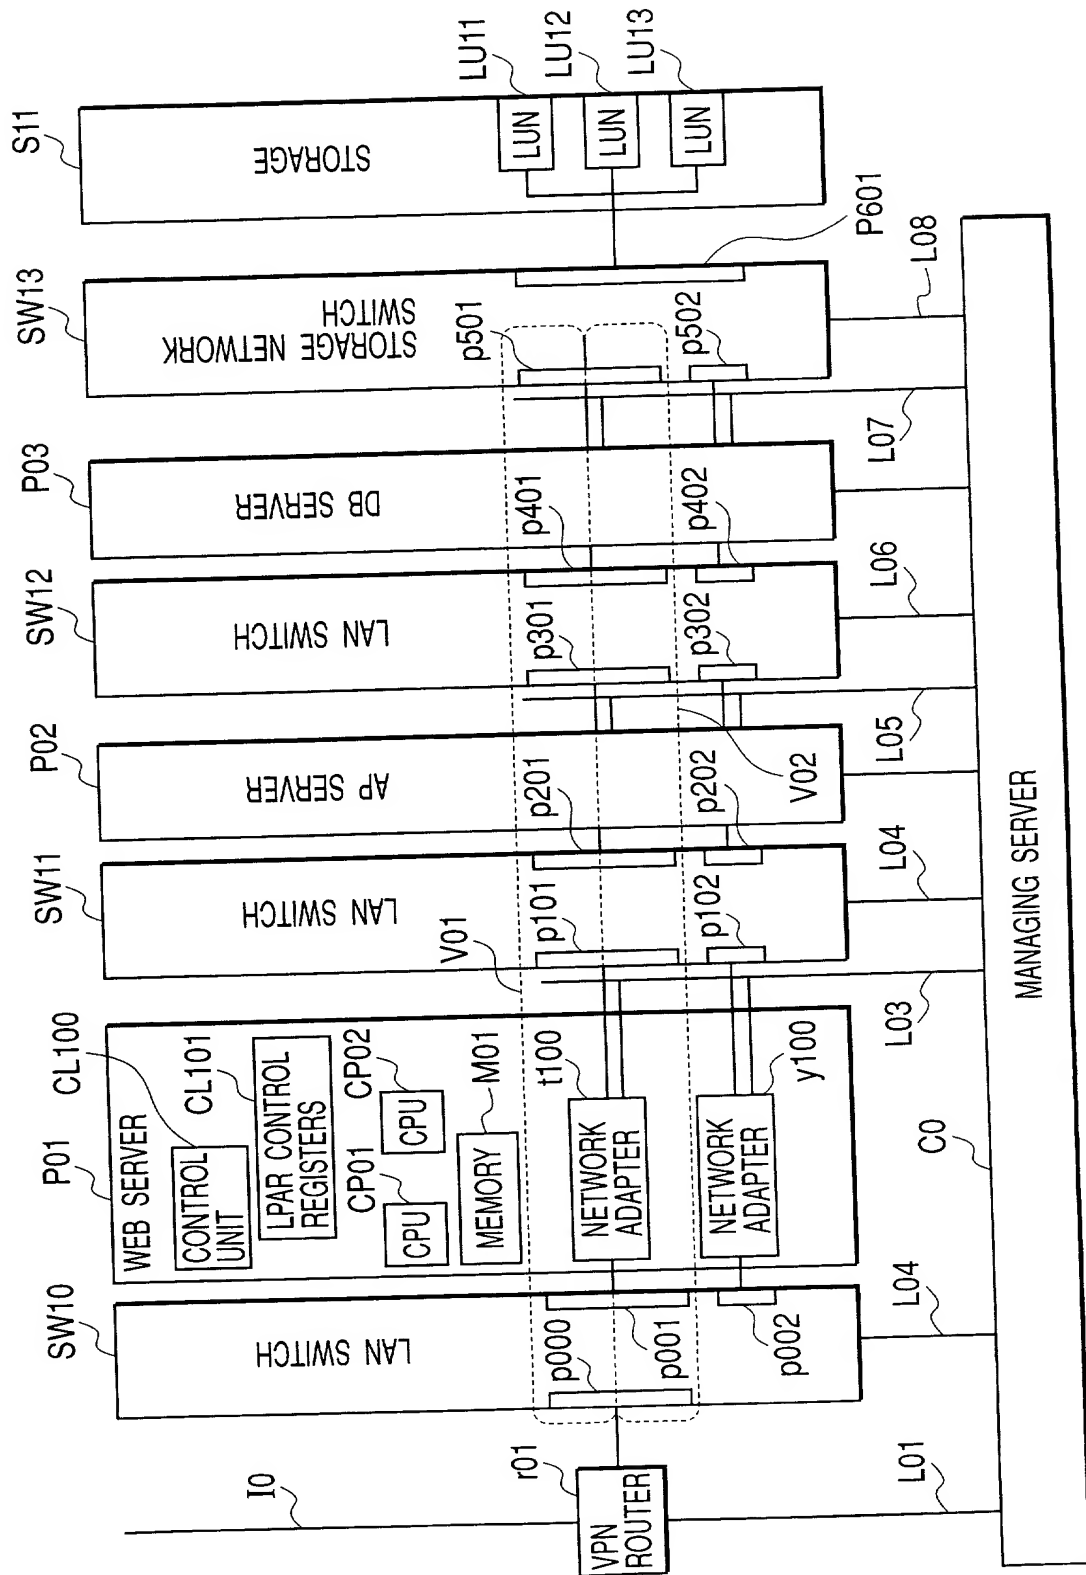 S11
STORAGE
LUN
LU11
LUN
LU12
LUN
LU13
SW13
STORAGE NETWORK
SWITCH
p501
p502
P601
L08
L07
P03
DB SERVER
SW12
LAN SWITCH
p401
p402
p301
p302
L06
L05
P02
AP SERVER
V02
SW11
LAN SWITCH
p201
p202
p101
p102
L04
L03
V01
P01
WEB SERVER
CL100
CONTROL
UNIT
CL101
LPAR CONTROL
REGISTERS
CP01
CPU
CP02
CPU
M01
MEMORY
t100
NETWORK
ADAPTER
y100
NETWORK
ADAPTER
SW10
LAN SWITCH
p000
p001
p002
L04
I0
r01
VPN
ROUTER
L01
C0
MANAGING SERVER